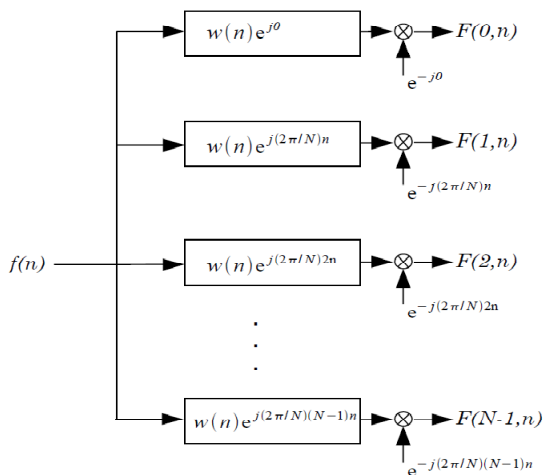 w(n)e^{j0} ⊗ F(0,n)
e^{-j0}
w(n)e^{j(2π/N)n} ⊗ F(1,n)
e^{-j(2π/N)n}
f(n) w(n)e^{j(2π/N)2n} ⊗ F(2,n)
e^{-j(2π/N)2n}
w(n)e^{j(2π/N)(N-1)n} ⊗ F(N-1,n)
e^{-j(2π/N)(N-1)n}